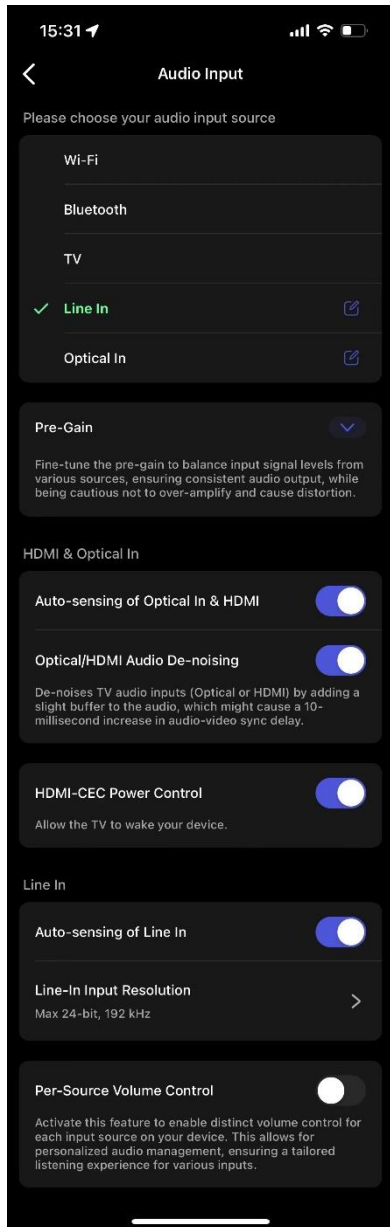 15:31
Audio Input
Please choose your audio input source
Wi-Fi
Bluetooth
TV
Line In
Optical In
Pre-Gain
Fine-tune the pre-gain to balance input signal levels from
various sources, ensuring consistent audio output, while
being cautious not to over-amplify and cause distortion.
HDMI & Optical In
Auto-sensing of Optical In & HDMI
Optical/HDMI Audio De-noising
De-noises TV audio inputs (Optical or HDMI) by adding a
slight buffer to the audio, which might cause a 10-
millisecond increase in audio-video sync delay.
HDMI-CEC Power Control
Allow the TV to wake your device.
Line In
Auto-sensing of Line In
Line-In Input Resolution
Max 24-bit, 192 kHz
Per-Source Volume Control
Activate this feature to enable distinct volume control for
each input source on your device. This allows for
personalized audio management, ensuring a tailored
listening experience for various inputs.